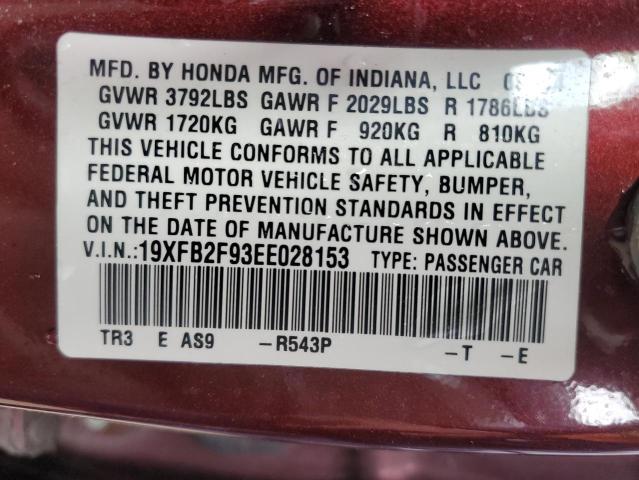 MFD. BY HONDA MFG. OF INDIANA, LLC
GVWR 3792LBS GAWR F 2029LBS R 1786LBS
GVWR 1720KG GAWR F 920KG R 810KG
THIS VEHICLE CONFORMS TO ALL APPLICABLE
FEDERAL MOTOR VEHICLE SAFETY, BUMPER,
AND THEFT PREVENTION STANDARDS IN EFFECT
ON THE DATE OF MANUFACTURE SHOWN ABOVE.
V.I.N.:19XFB2F93EE028153 TYPE: PASSENGER CAR
TR3 E AS9 -R543P -T -E